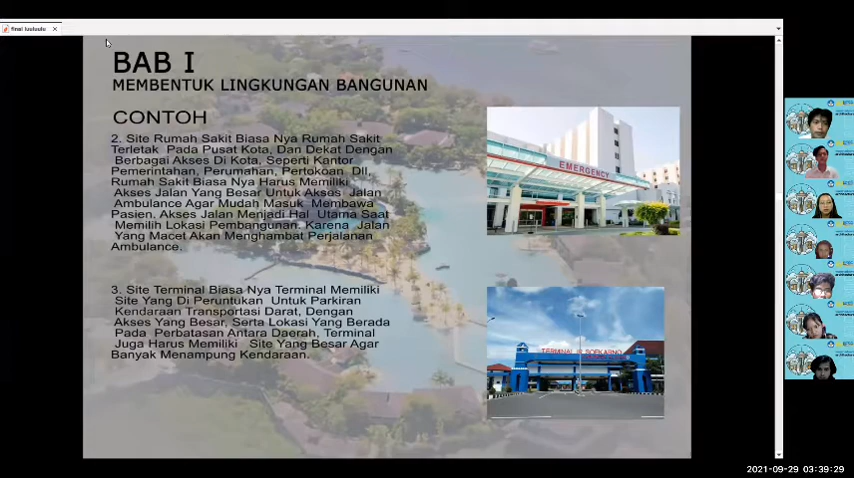 final lustsulu
BAB I
MEMBENTUK LINGKUNGAN BANGUNAN
CONTOH
2. Site Rumah Sakit Biasa Nya Rumah Sakit
Terletak Pada Pusat Kota, Dan Dekat Dengan
Berbagai Akses Di Kota, Seperti Kantor
Pemerintahan, Perumahan, Pertokoan Dll,
Rumah Sakit Biasa Nya Harus Memiliki
Akses Jalan Yang Besar Untuk Akses Jalan
Ambulance Agar Mudah Masuk Membawa
Pasien. Akses Jalan Menjadi Hal Utama Saat
Memilih Lokasi Pembangunan. Karena Jalan
Yang Macet Akan Menghambat Perjalanan
Ambulance.
EMERGENCY
3. Site Terminal Biasa Nya Terminal Memiliki
Site Yang Di Peruntukan Untuk Parkiran
Kendaraan Transportasi Darat, Dengan
Akses Yang Besar, Serta Lokasi Yang Berada
Pada Perbatasan Antara Daerah, Terminal
Juga Harus Memiliki Site Yang Besar Agar
Banyak Menampung Kendaraan.
TERMINAL IR SOEKARNO
2021-09-29 03:39:29